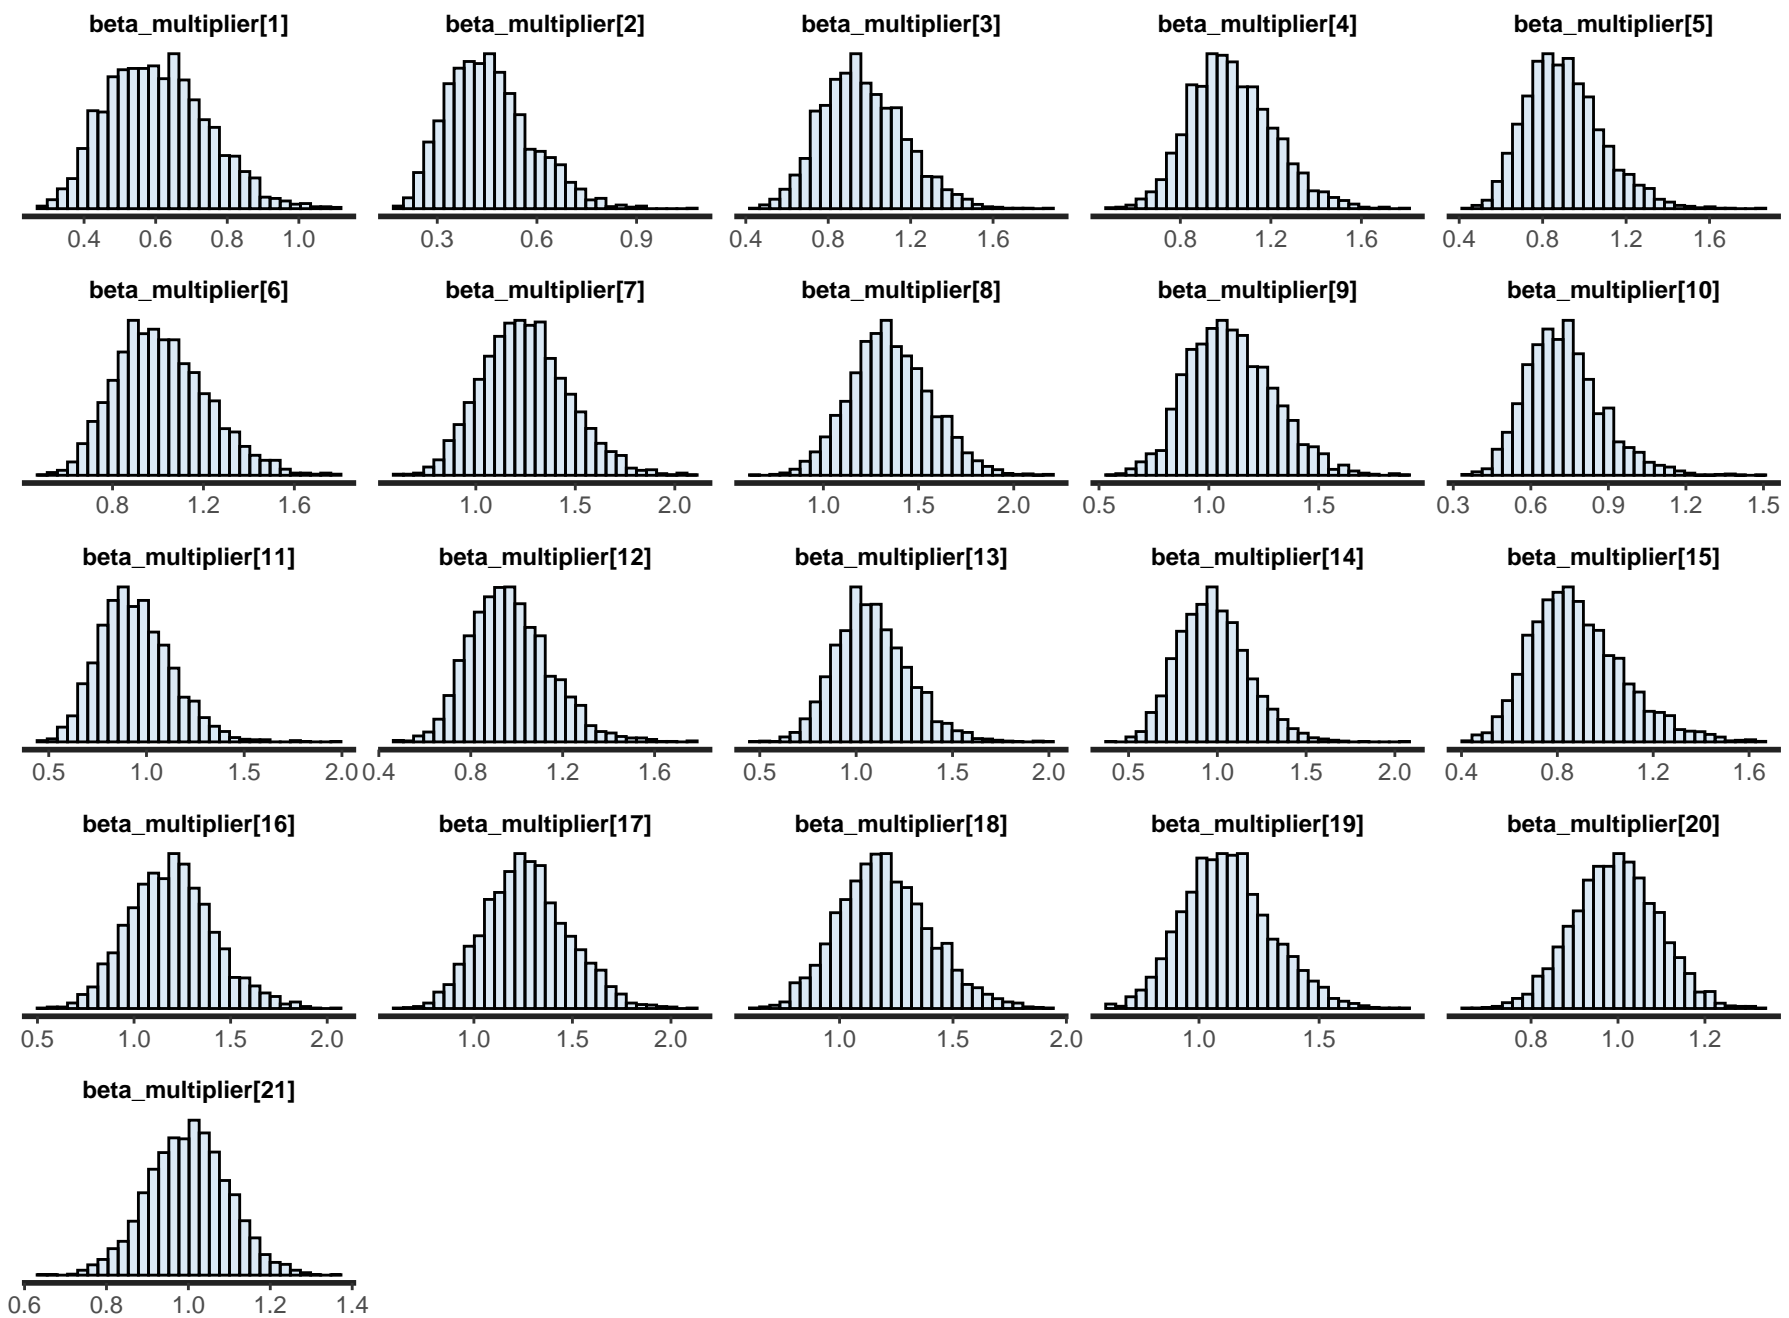 beta_multiplier[1] beta_multiplier[2] beta_multiplier[3] beta_multiplier[4] beta_multiplier[5]
0.4 0.6 0.8 1.0 0.3 0.6 0.9 0.4 0.8 1.2 1.6 0.8 1.2 1.6 0.4 0.8 1.2 1.6
beta_multiplier[6] beta_multiplier[7] beta_multiplier[8] beta_multiplier[9] beta_multiplier[10]
0.8 1.2 1.6 1.0 1.5 2.0 1.0 1.5 2.0 0.5 1.0 1.5 0.3 0.6 0.9 1.2 1.5
beta_multiplier[11] beta_multiplier[12] beta_multiplier[13] beta_multiplier[14] beta_multiplier[15]
0.5 1.0 1.5 2.0 0.4 0.8 1.2 1.6 0.5 1.0 1.5 2.0 0.5 1.0 1.5 2.0 0.4 0.8 1.2 1.6
beta_multiplier[16] beta_multiplier[17] beta_multiplier[18] beta_multiplier[19] beta_multiplier[20]
0.5 1.0 1.5 2.0 1.0 1.5 2.0 1.0 1.5 2.0 1.0 1.5 0.8 1.0 1.2
beta_multiplier[21]
0.6 0.8 1.0 1.2 1.4